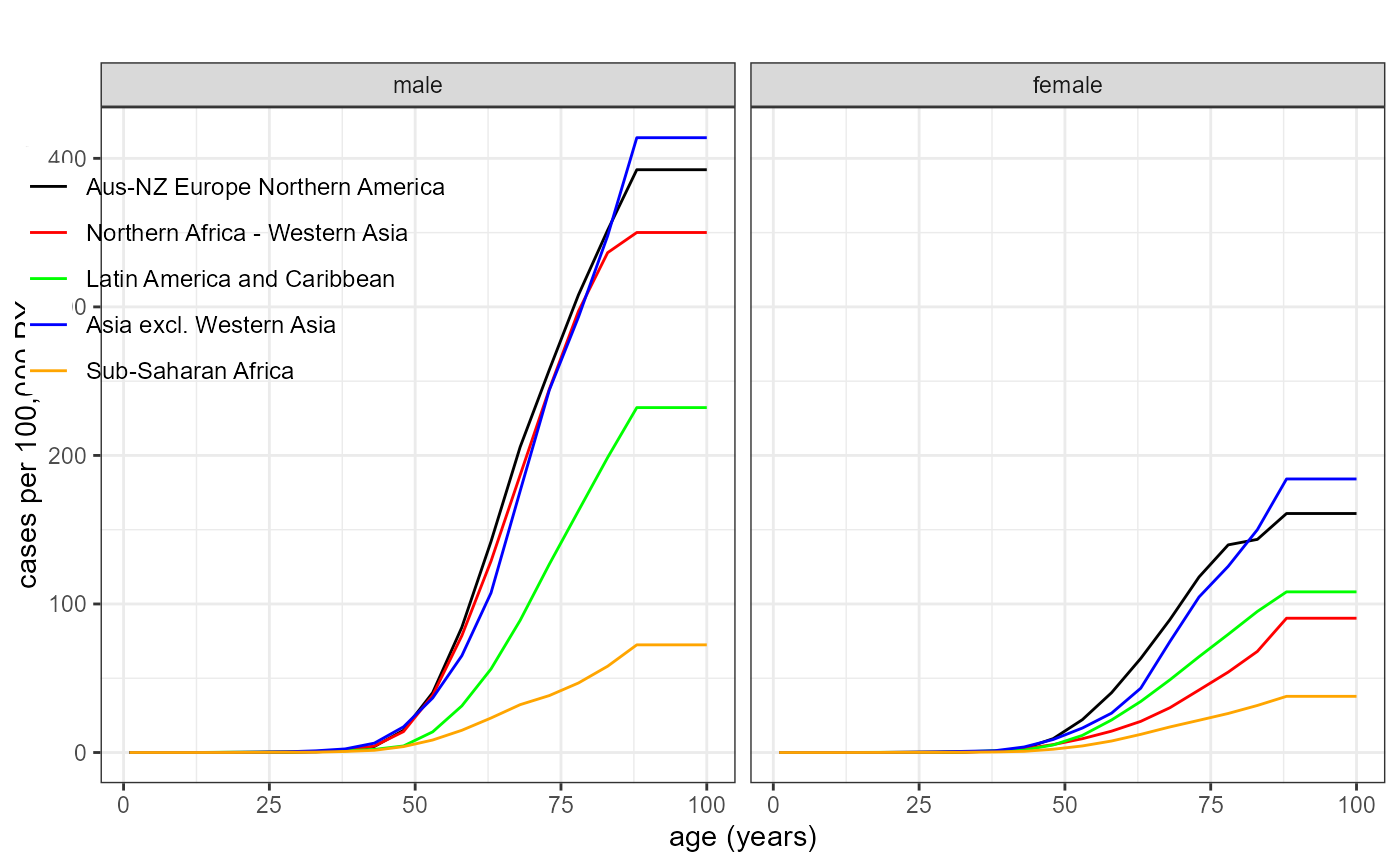 male
female
400
Aus-NZ Europe Northern America
Northern Africa - Western Asia
Latin America and Caribbean
0
Asia excl. Western Asia
Sub-Saharan Africa
200
100
0
cases per 100,
0 25 50 75 100
0 25 50 75 100
age (years)